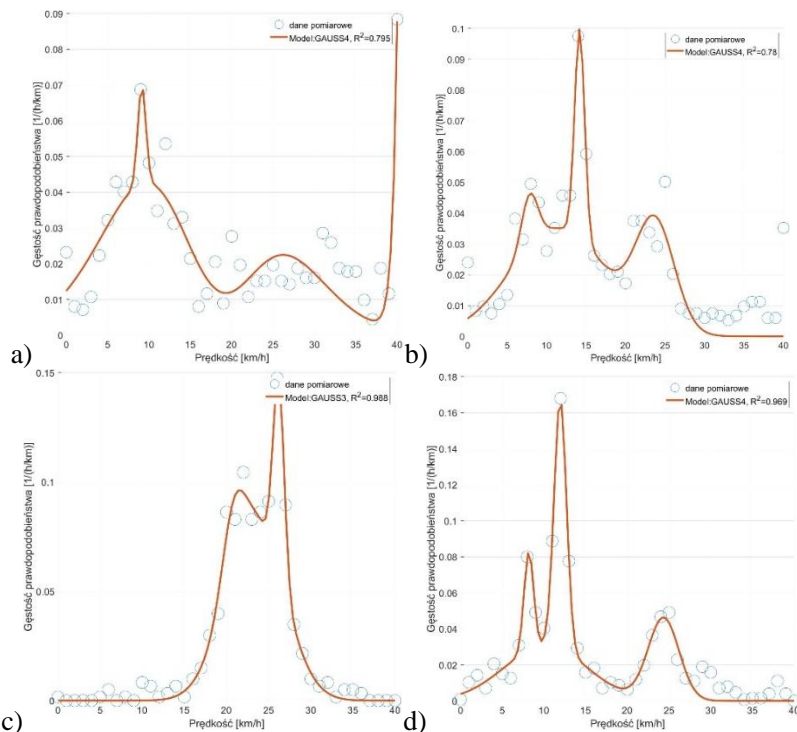 0.09
0.08
0.07
0.06
0.05
0.04
0.03
0.02
0.01
0
Gęstość prawdopodobieństwa [1/(h/km)]
dane pomiarowe
Model:GAUSS4, R²=0.795
0 5 10 15 20 25 30 35 40
Prędkość [km/h]
a)
0.1
0.09
0.08
0.07
0.06
0.05
0.04
0.03
0.02
0.01
0
Gęstość prawdopodobieństwa [1/(h/km)]
dane pomiarowe
Model:GAUSS4, R²=0.78
0 5 10 15 20 25 30 35 40
Prędkość [km/h]
b)
0.15
0.1
0.05
0
Gęstość prawdopodobieństwa [1/(h/km)]
dane pomiarowe
Model:GAUSS3, R²=0.988
0 5 10 15 20 25 30 35 40
Prędkość [km/h]
c)
0.18
0.16
0.14
0.12
0.1
0.08
0.06
0.04
0.02
0
Gęstość prawdopodobieństwa [1/(h/km)]
dane pomiarowe
Model:GAUSS4, R²=0.969
0 5 10 15 20 25 30 35 40
Prędkość [km/h]
d)